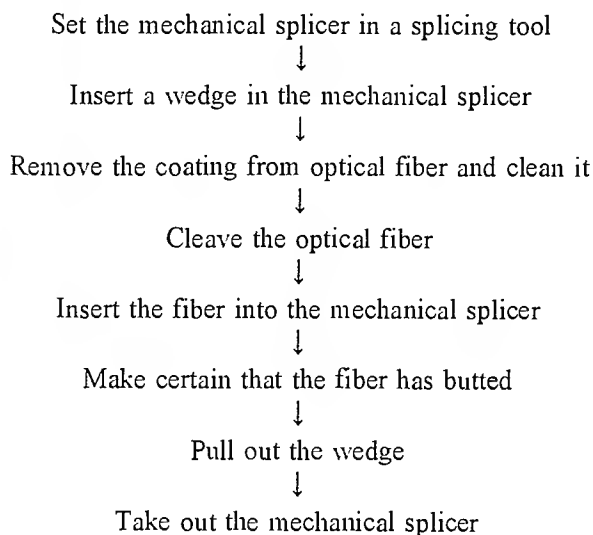 Set the mechanical splicer in a splicing tool
↓
Insert a wedge in the mechanical splicer
↓
Remove the coating from optical fiber and clean it
↓
Cleave the optical fiber
↓
Insert the fiber into the mechanical splicer
↓
Make certain that the fiber has butted
↓
Pull out the wedge
↓
Take out the mechanical splicer